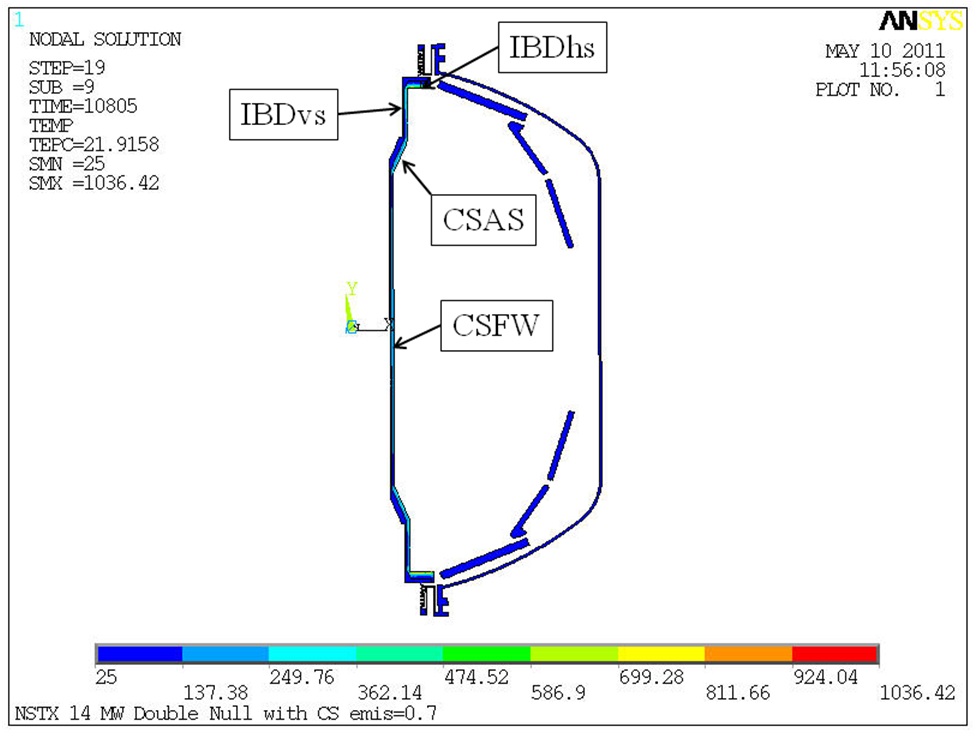 1
ANSYS
NODAL SOLUTION
STEP=19
SUB =9
TIME=10805
TEMP
TEPC=21.9158
SMN =25
SMX =1036.42
MAY 10 2011
11:56:08
PLOT NO. 1
IBDhs
IBDvs
CSAS
Y
X
CSFW
25
137.38
249.76
362.14
474.52
586.9
699.28
811.66
924.04
1036.42
NSTX 14 MW Double Null with CS emis=0.7